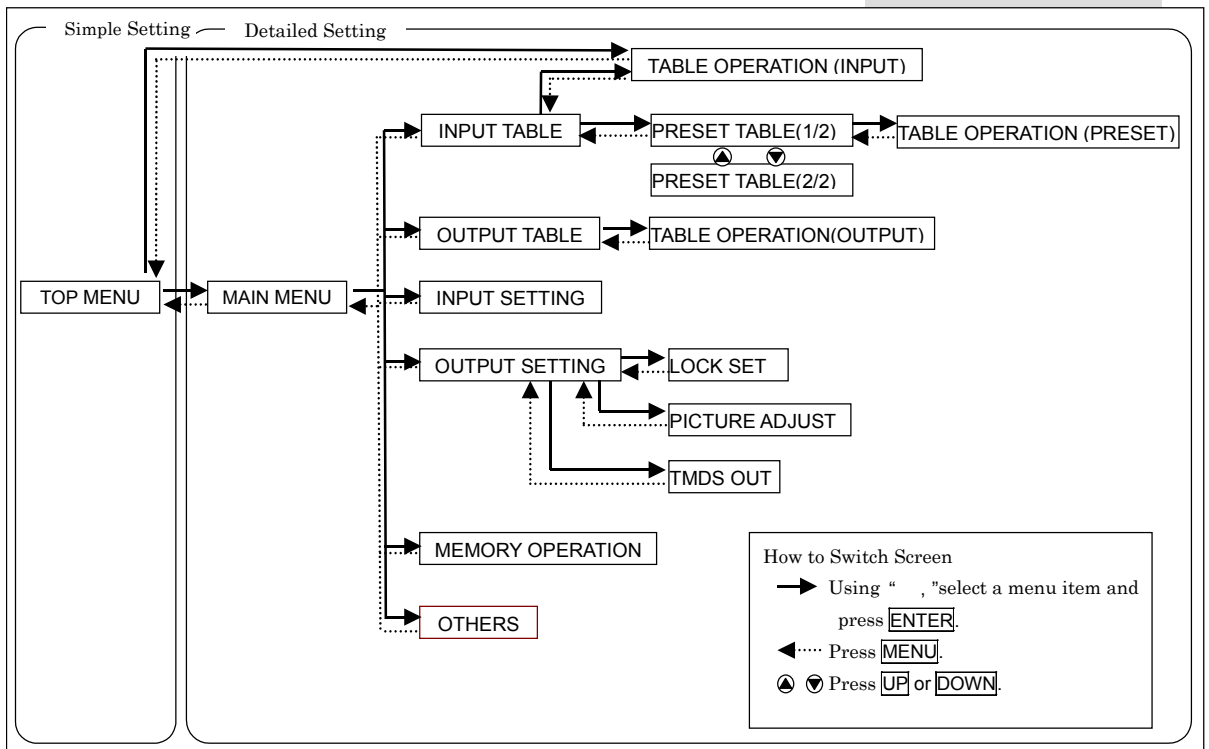 Simple Setting
Detailed Setting
TABLE OPERATION (INPUT)
INPUT TABLE
PRESET TABLE(1/2)
TABLE OPERATION (PRESET)
PRESET TABLE(2/2)
OUTPUT TABLE
TABLE OPERATION(OUTPUT)
TOP MENU
MAIN MENU
INPUT SETTING
OUTPUT SETTING
LOCK SET
PICTURE ADJUST
TMDS OUT
MEMORY OPERATION
OTHERS
How to Switch Screen
Using “ , ”select a menu item and
press ENTER.
Press MENU.
Press UP or DOWN.